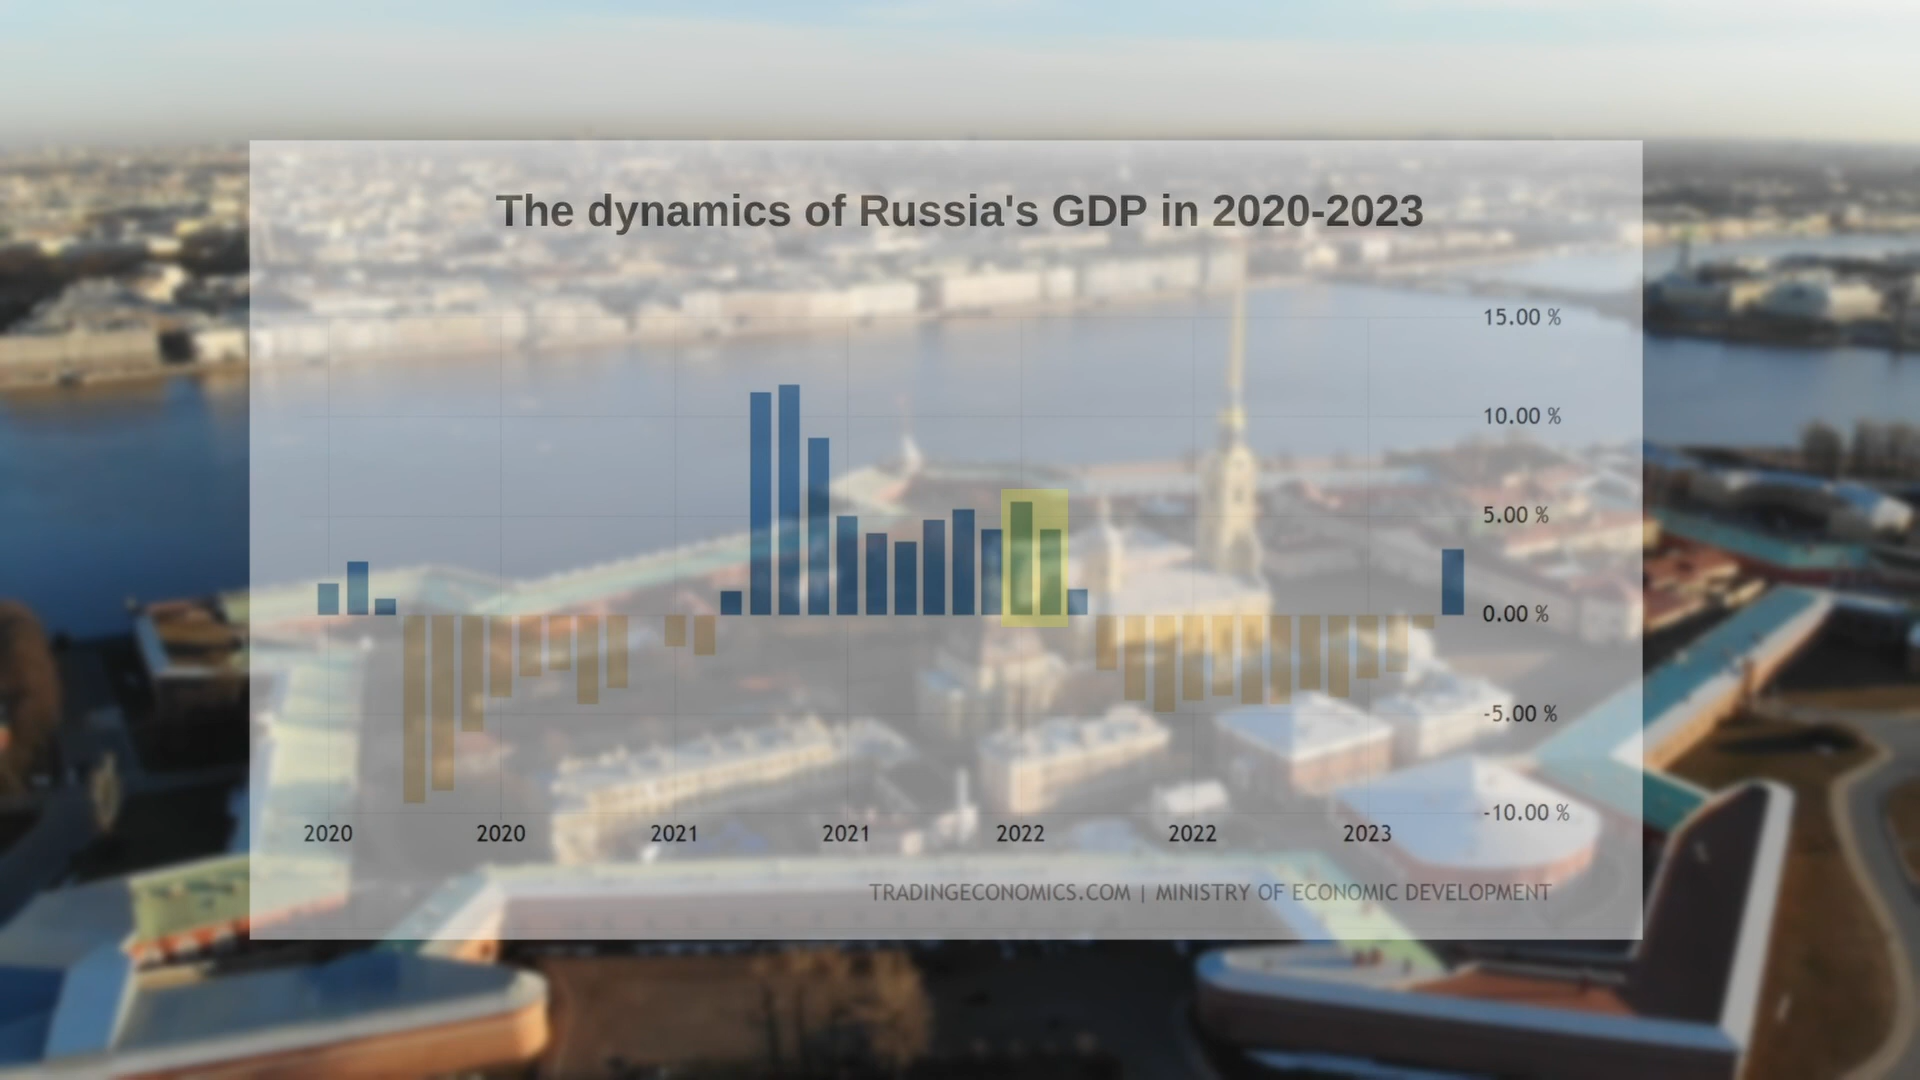 The dynamics of Russia's GDP in 2020-2023
15.00 %
10.00 %
5.00 %
0.00 %
-5.00 %
-10.00 %
2020 2020 2021 2021 2022 2022 2023
TRADINGECONOMICS.COM | MINISTRY OF ECONOMIC DEVELOPMENT